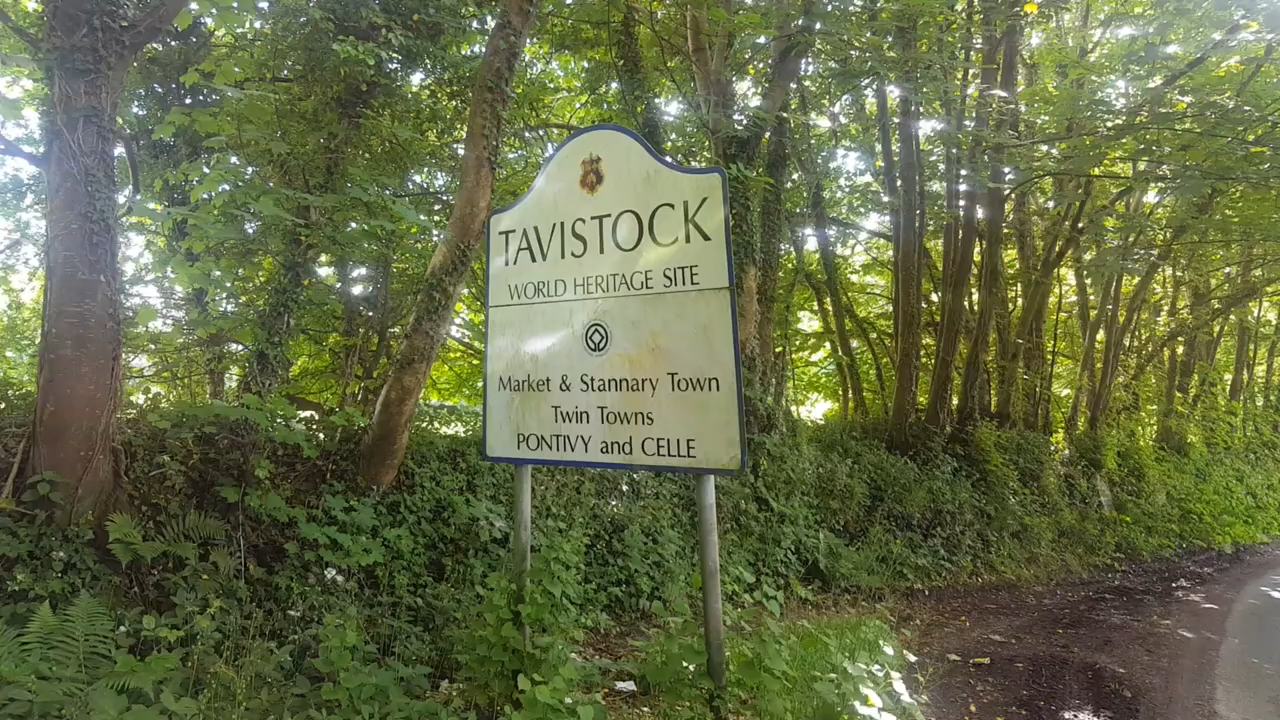 TAVISTOCK
WORLD HERITAGE SITE
Market & Stannary Town
Twin Towns
PONTIVY and CELLE